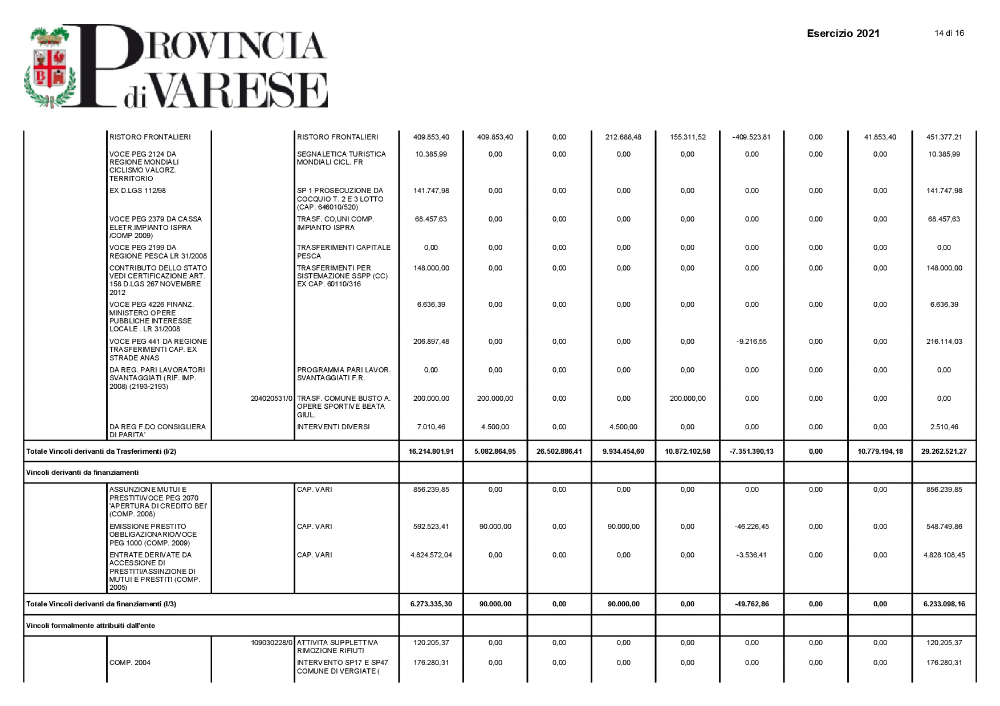 PROVINCIA
di VARESE
B
Esercizio 2021 14 di 16
RISTORO FRONTALIERI RISTORO FRONTALIERI 409.853,40 409.853,40 0,00 212.688,48 155.311,52 -409.523,81 0,00 41.853,40 451.377,21
VOCE PEG 2124 DA SEGNALETICA TURISTICA 10.385,99 0,00 0,00 0,00 0,00 0,00 0,00 0,00 10.385,99
REGIONE MONDIALI MONDIALI CICL. FR
CICLISMO VALORZ.
TERRITORIO
EX D.LGS 112/98 SP 1 PROSECUZIONE DA 141.747,98 0,00 0,00 0,00 0,00 0,00 0,00 0,00 141.747,98
COCQUIO T. 2 E 3 LOTTO
(CAP. 646010/520)
VOCE PEG 2379 DA CASSA TRASF. CO,UNI COMP. 68.457,63 0,00 0,00 0,00 0,00 0,00 0,00 0,00 68.457,63
ELETR.IMPIANTO ISPRA IMPIANTO ISPRA
/COMP 2009)
VOCE PEG 2199 DA TRASFERIMENTI CAPITALE 0,00 0,00 0,00 0,00 0,00 0,00 0,00 0,00 0,00
REGIONE PESCA LR 31/2008 PESCA
CONTRIBUTO DELLO STATO TRASFERIMENTI PER 148.000,00 0,00 0,00 0,00 0,00 0,00 0,00 0,00 148.000,00
VEDI CERTIFICAZIONE ART. SISTEMAZIONE SSPP (CC)
158 D.LGS 267 NOVEMBRE EX CAP. 60110/316
2012
VOCE PEG 4226 FINANZ. 6.636,39 0,00 0,00 0,00 0,00 0,00 0,00 0,00 6.636,39
MINISTERO OPERE
PUBBLICHE INTERESSE
LOCALE . LR 31/2008
VOCE PEG 441 DA REGIONE 206.897,48 0,00 0,00 0,00 0,00 -9.216,55 0,00 0,00 216.114,03
TRASFERIMENTI CAP. EX
STRADE ANAS
DA REG. PARI LAVORATORI PROGRAMMA PARI LAVOR. 0,00 0,00 0,00 0,00 0,00 0,00 0,00 0,00 0,00
SVANTAGGIATI (RIF. IMP. SVANTAGGIATI F.R.
2008) (2193-2193)
204020531/0 TRASF. COMUNE BUSTO A. 200.000,00 200.000,00 0,00 0,00 200.000,00 0,00 0,00 0,00 0,00
OPERE SPORTIVE BEATA
GIUL.
DA REG F.DO CONSIGLIERA INTERVENTI DIVERSI 7.010,46 4.500,00 0,00 4.500,00 0,00 0,00 0,00 0,00 2.510,46
DI PARITA'
Totale Vincoli derivanti da Trasferimenti (l/2) 16.214.801,91 5.082.864,95 26.502.886,41 9.934.454,60 10.872.102,58 -7.351.390,13 0,00 10.779.194,18 29.262.521,27
Vincoli derivanti da finanziamenti
ASSUNZIONE MUTUI E CAP. VARI 856.239,85 0,00 0,00 0,00 0,00 0,00 0,00 0,00 856.239,85
PRESTITI/VOCE PEG 2070
'APERTURA DI CREDITO BEI'
(COMP. 2008)
EMISSIONE PRESTITO CAP. VARI 592.523,41 90.000,00 0,00 90.000,00 0,00 -46.226,45 0,00 0,00 548.749,86
OBBLIGAZIONARIO/VOCE
PEG 1000 (COMP. 2009)
ENTRATE DERIVATE DA CAP. VARI 4.824.572,04 0,00 0,00 0,00 0,00 -3.536,41 0,00 0,00 4.828.108,45
ACCESSIONE DI
PRESTITI/ASSINZIONE DI
MUTUI E PRESTITI (COMP.
2005)
Totale Vincoli derivanti da finanziamenti (l/3) 6.273.335,30 90.000,00 0,00 90.000,00 0,00 -49.762,86 0,00 0,00 6.233.098,16
Vincoli formalmente attribuiti dall'ente
109030228/0 ATTIVITA SUPPLETTIVA 120.205,37 0,00 0,00 0,00 0,00 0,00 0,00 0,00 120.205,37
RIMOZIONE RIFIUTI
COMP. 2004 INTERVENTO SP17 E SP47 176.280,31 0,00 0,00 0,00 0,00 0,00 0,00 0,00 176.280,31
COMUNE DI VERGIATE (